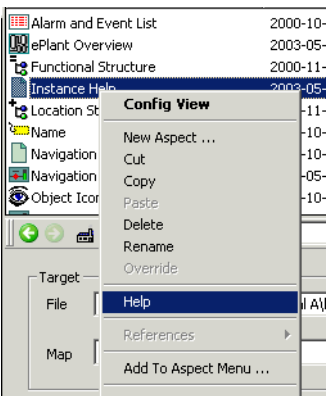 Alarm and Event List 2000-10-
ePlant Overview 2003-05-
Functional Structure 2000-11-
Instance Help 2003-05-
Location St -11-
Name -10-
Navigation -10-
Navigation -05-
Object Icon -10-
Config View
New Aspect ...
Cut
Copy
Paste
Delete
Rename
Override
Help
References
Add To Aspect Menu ...
Target
File
Map